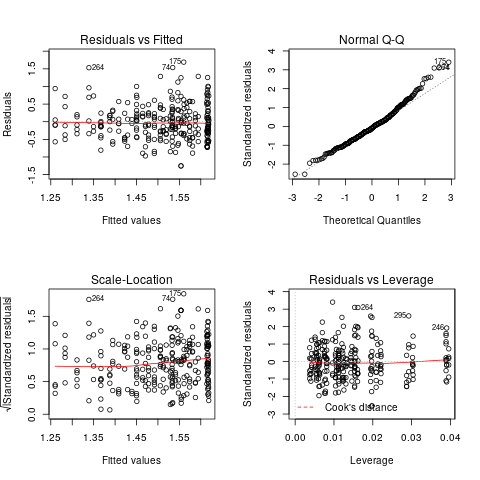 Residuals vs Fitted
Residuals
-1.5 -0.5 0.5 1.5
264 74 175
1.25 1.35 1.45 1.55
Fitted values
Normal Q-Q
Standardized residuals
-2 -1 0 1 2 3 4
175
-3 -2 -1 0 1 2 3
Theoretical Quantiles
Scale-Location
√|Standardized residuals|
0.0 0.5 1.0 1.5
264 74 175
1.25 1.35 1.45 1.55
Fitted values
Residuals vs Leverage
Standardized residuals
-3 -2 -1 0 1 2 3 4
264 295 246
Cook's distance
0.00 0.01 0.02 0.03 0.04
Leverage